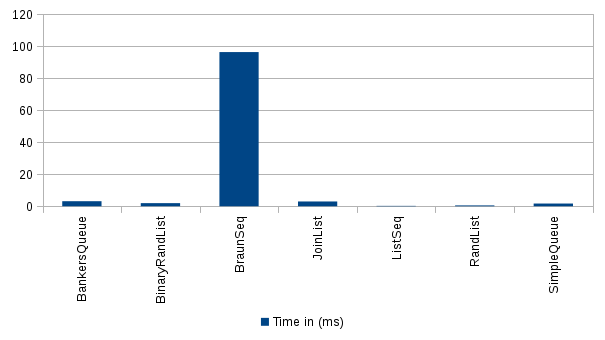 120
100
80
60
40
20
0
BankersQueue
BinaryRandList
BraunSeq
JoinList
ListSeq
RandList
SimpleQueue
Time in (ms)